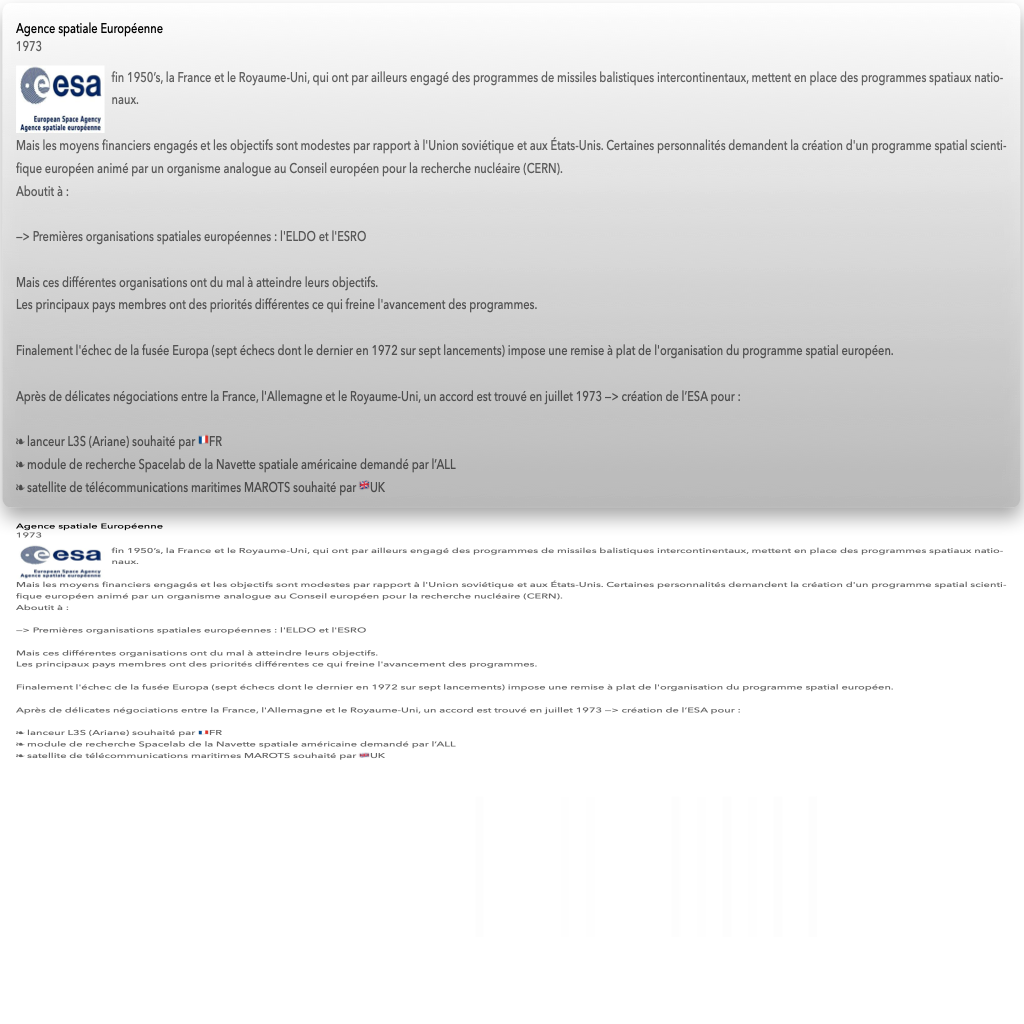 Agence spatiale Européenne
1973
esa
European Space Agency
Agence spatiale européenne
fin 1950’s, la France et le Royaume-Uni, qui ont par ailleurs engagé des programmes de missiles balistiques intercontinentaux, mettent en place des programmes spatiaux natio-
naux.
Mais les moyens financiers engagés et les objectifs sont modestes par rapport à l'Union soviétique et aux États-Unis. Certaines personnalités demandent la création d'un programme spatial scienti-
fique européen animé par un organisme analogue au Conseil européen pour la recherche nucléaire (CERN).
Aboutit à :
—> Premières organisations spatiales européennes : l'ELDO et l'ESRO
Mais ces différentes organisations ont du mal à atteindre leurs objectifs.
Les principaux pays membres ont des priorités différentes ce qui freine l'avancement des programmes.
Finalement l'échec de la fusée Europa (sept échecs dont le dernier en 1972 sur sept lancements) impose une remise à plat de l'organisation du programme spatial européen.
Après de délicates négociations entre la France, l'Allemagne et le Royaume-Uni, un accord est trouvé en juillet 1973 —> création de l’ESA pour :
❧ lanceur L3S (Ariane) souhaité par 🇫🇷FR
❧ module de recherche Spacelab de la Navette spatiale américaine demandé par l’ALL
❧ satellite de télécommunications maritimes MAROTS souhaité par 🇬🇧UK
Agence spatiale Européenne
1973
esa
European Space Agency
Agence spatiale européenne
fin 1950’s, la France et le Royaume-Uni, qui ont par ailleurs engagé des programmes de missiles balistiques intercontinentaux, mettent en place des programmes spatiaux natio-
naux.
Mais les moyens financiers engagés et les objectifs sont modestes par rapport à l'Union soviétique et aux États-Unis. Certaines personnalités demandent la création d'un programme spatial scienti-
fique européen animé par un organisme analogue au Conseil européen pour la recherche nucléaire (CERN).
Aboutit à :
—> Premières organisations spatiales européennes : l'ELDO et l'ESRO
Mais ces différentes organisations ont du mal à atteindre leurs objectifs.
Les principaux pays membres ont des priorités différentes ce qui freine l'avancement des programmes.
Finalement l'échec de la fusée Europa (sept échecs dont le dernier en 1972 sur sept lancements) impose une remise à plat de l'organisation du programme spatial européen.
Après de délicates négociations entre la France, l'Allemagne et le Royaume-Uni, un accord est trouvé en juillet 1973 —> création de l’ESA pour :
❧ lanceur L3S (Ariane) souhaité par 🇫🇷FR
❧ module de recherche Spacelab de la Navette spatiale américaine demandé par l’ALL
❧ satellite de télécommunications maritimes MAROTS souhaité par 🇬🇧UK